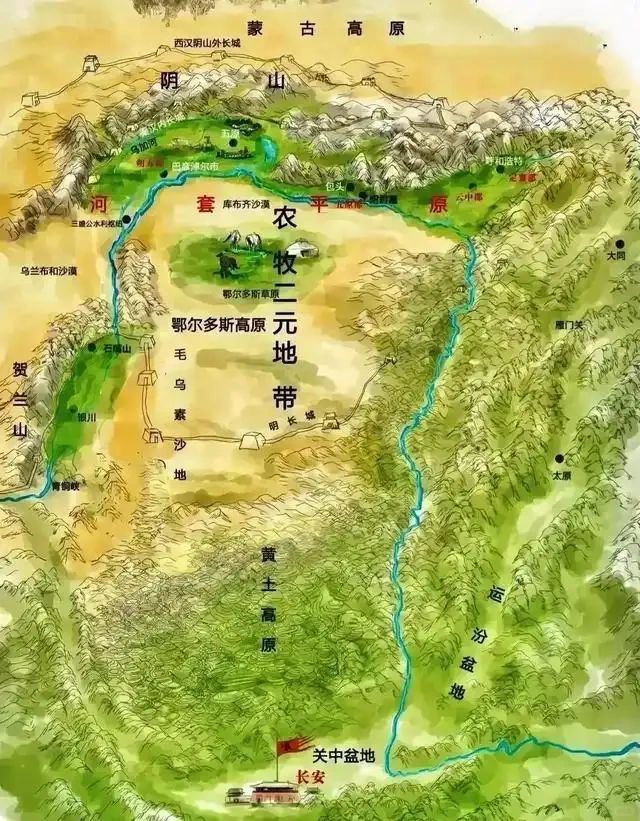 蒙古高原
西汉阴山外长城
阴山
乌加河
五原
呼和浩特
定襄郡
朔方郡
巴彦淖尔市
包头
云中郡
河套平原
库布齐沙漠
九原郡
昭君墓
三盛公水利枢纽
大同
乌兰布和沙漠
鄂尔多斯草原
农牧二元地带
鄂尔多斯高原
雁门关
石嘴山
毛乌素沙地
贺兰山
银川
明长城
青铜峡
太原
黄土高原
运汾盆地
关中盆地
长安